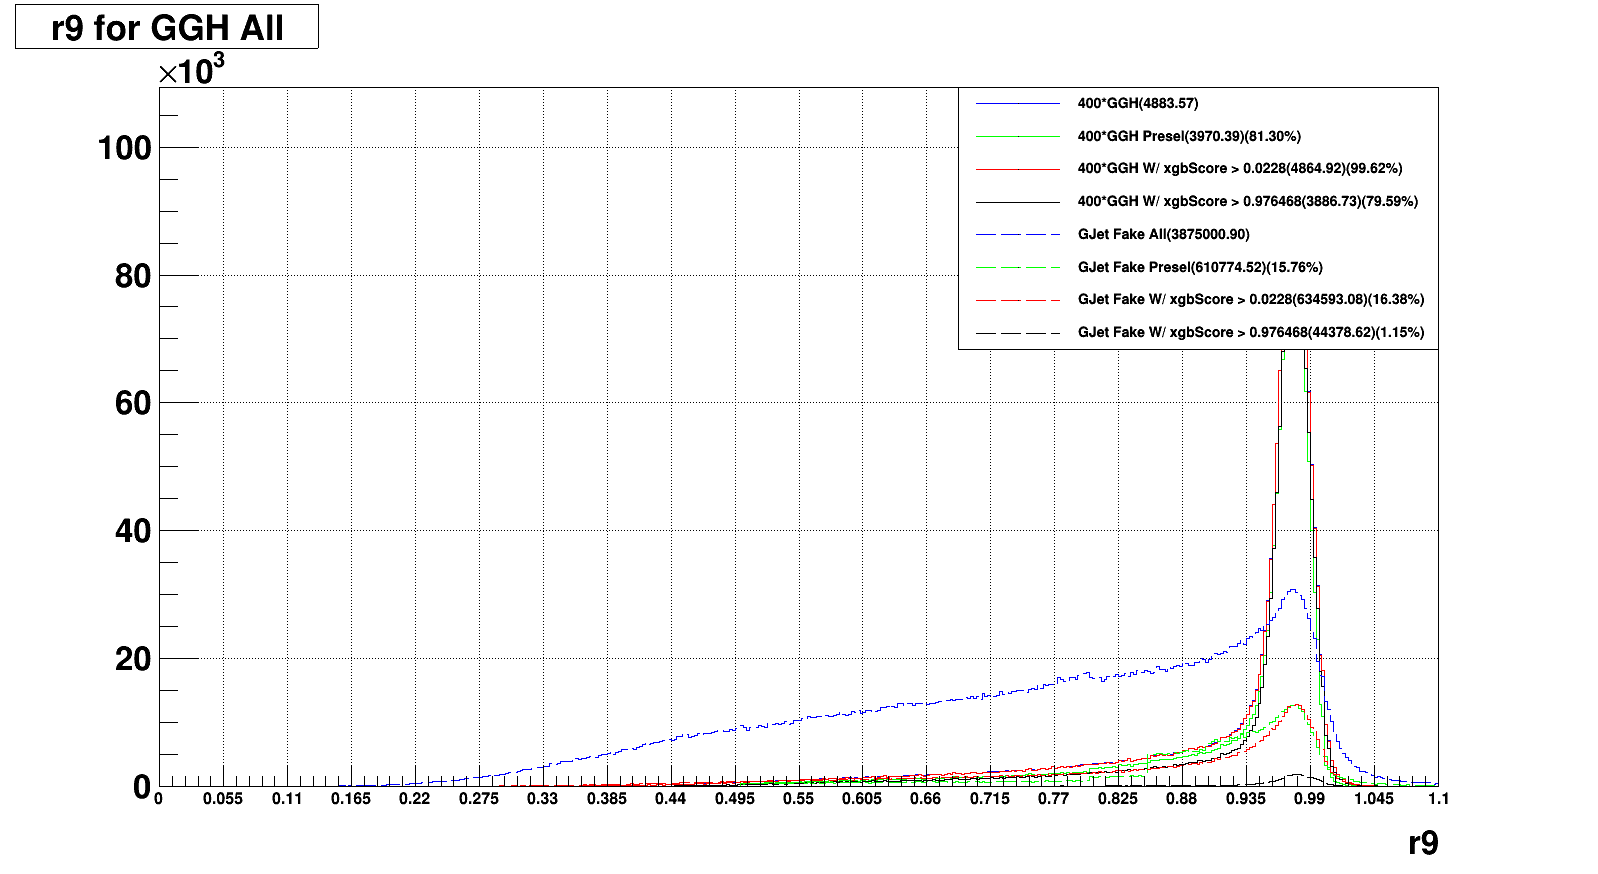 r9 for GGH All
×10³
100
80
60
40
20
0
400*GGH(4883.57)
400*GGH Presel(3970.39)(81.30%)
400*GGH W/ xgbScore > 0.0228(4864.92)(99.62%)
400*GGH W/ xgbScore > 0.976468(3886.73)(79.59%)
GJet Fake All(3875000.90)
GJet Fake Presel(610774.52)(15.76%)
GJet Fake W/ xgbScore > 0.0228(634593.08)(16.38%)
GJet Fake W/ xgbScore > 0.976468(44378.62)(1.15%)
0 0.055 0.11 0.165 0.22 0.275 0.33 0.385 0.44 0.495 0.55 0.605 0.66 0.715 0.77 0.825 0.88 0.935 0.99 1.045 1.1
r9